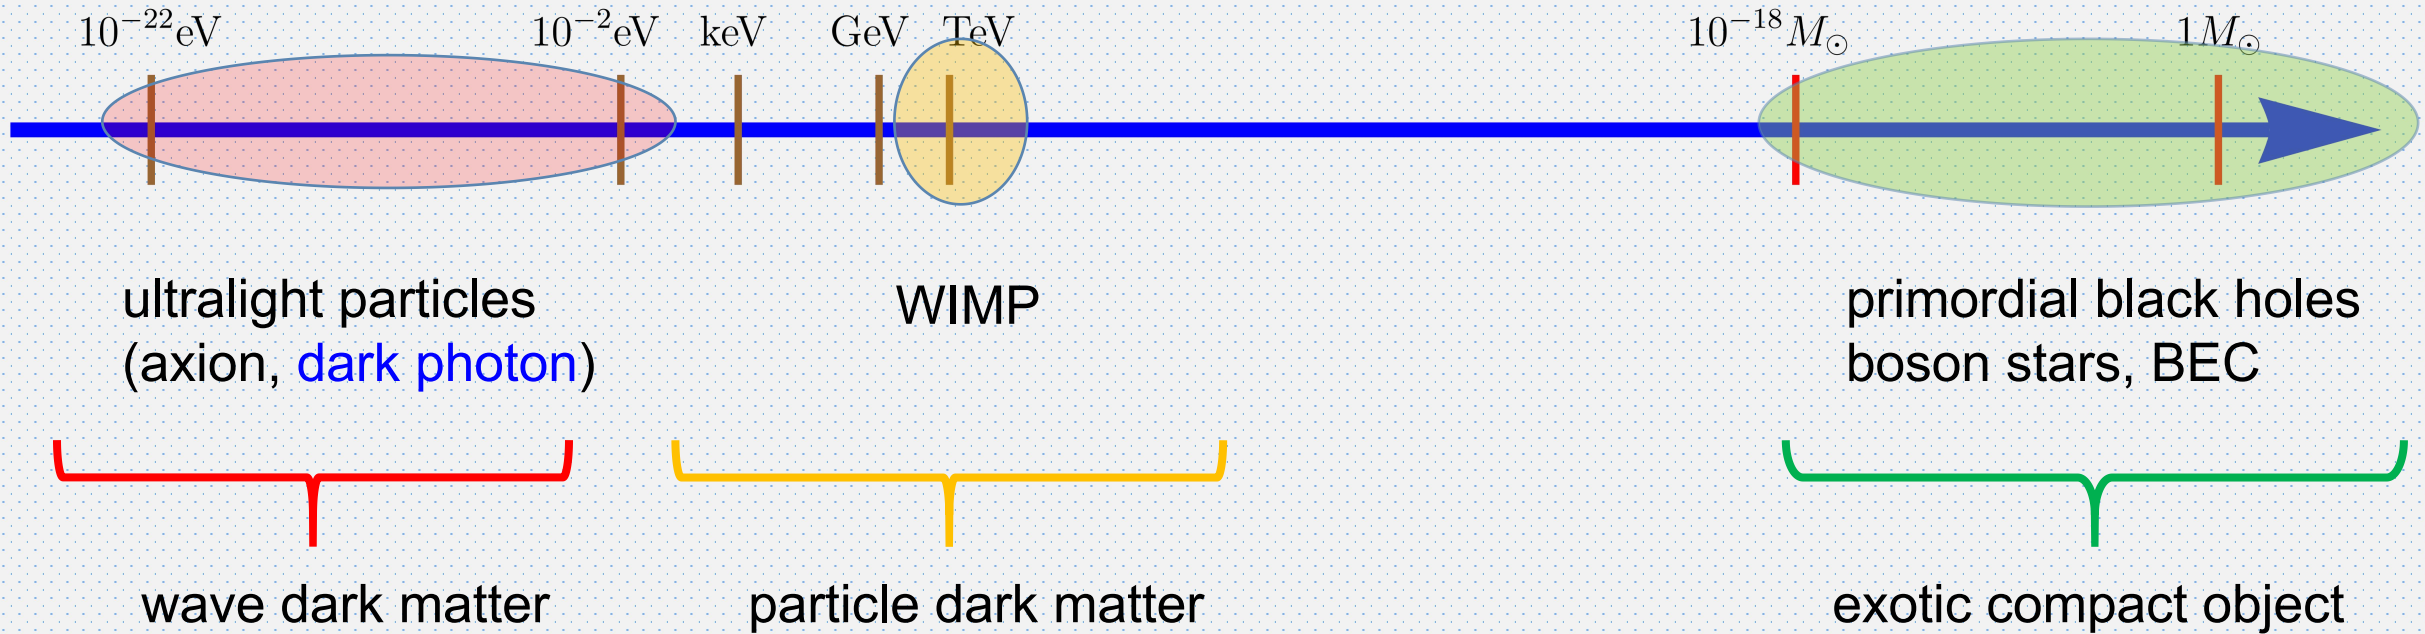 10⁻²²eV 10⁻²eV keV GeV TeV 10⁻¹⁸M☉ 1M☉
ultralight particles
(axion, dark photon)
WIMP
primordial black holes
boson stars, BEC
wave dark matter
particle dark matter
exotic compact object